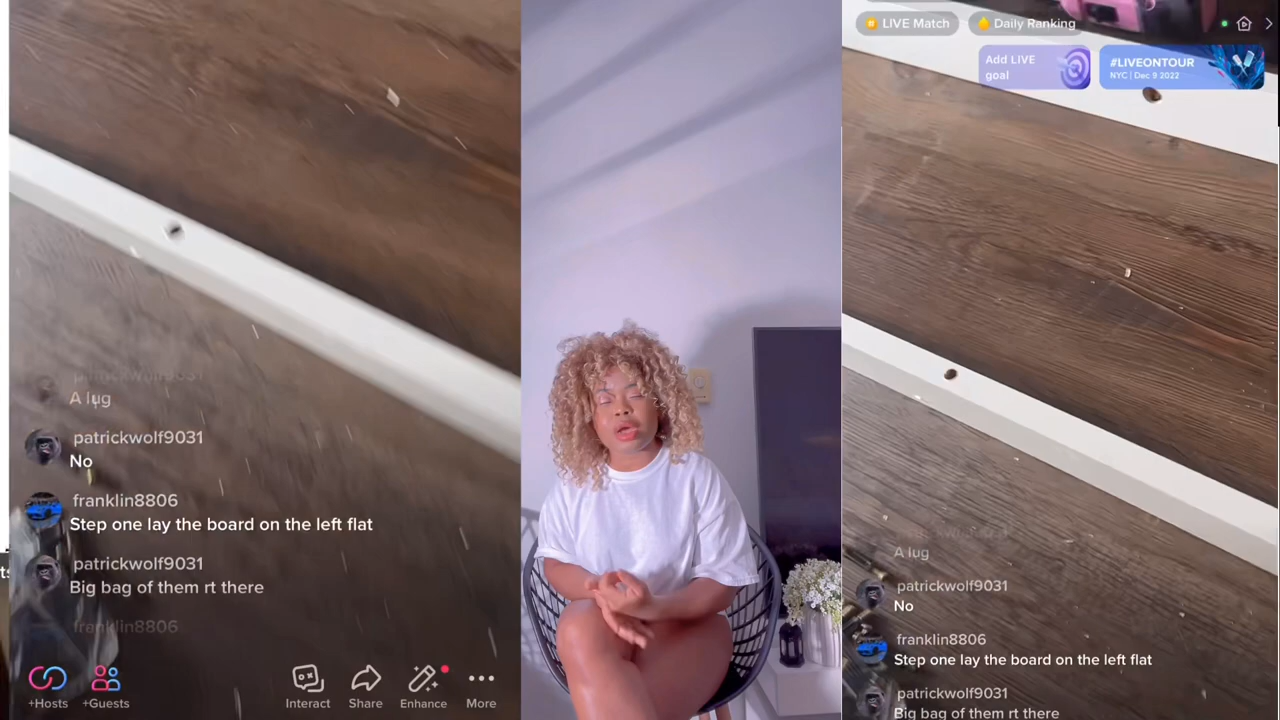 patrickwolf9031
A lug
patrickwolf9031
No
franklin8806
Step one lay the board on the left flat
patrickwolf9031
Big bag of them rt there
franklin8806
+Hosts
+Guests
Interact
Share
Enhance
More
LIVE Match
Daily Ranking
Add LIVE
goal
#LIVEONTOUR
NYC | Dec 9 2022
A lug
patrickwolf9031
No
franklin8806
Step one lay the board on the left flat
patrickwolf9031
Big bag of them rt there